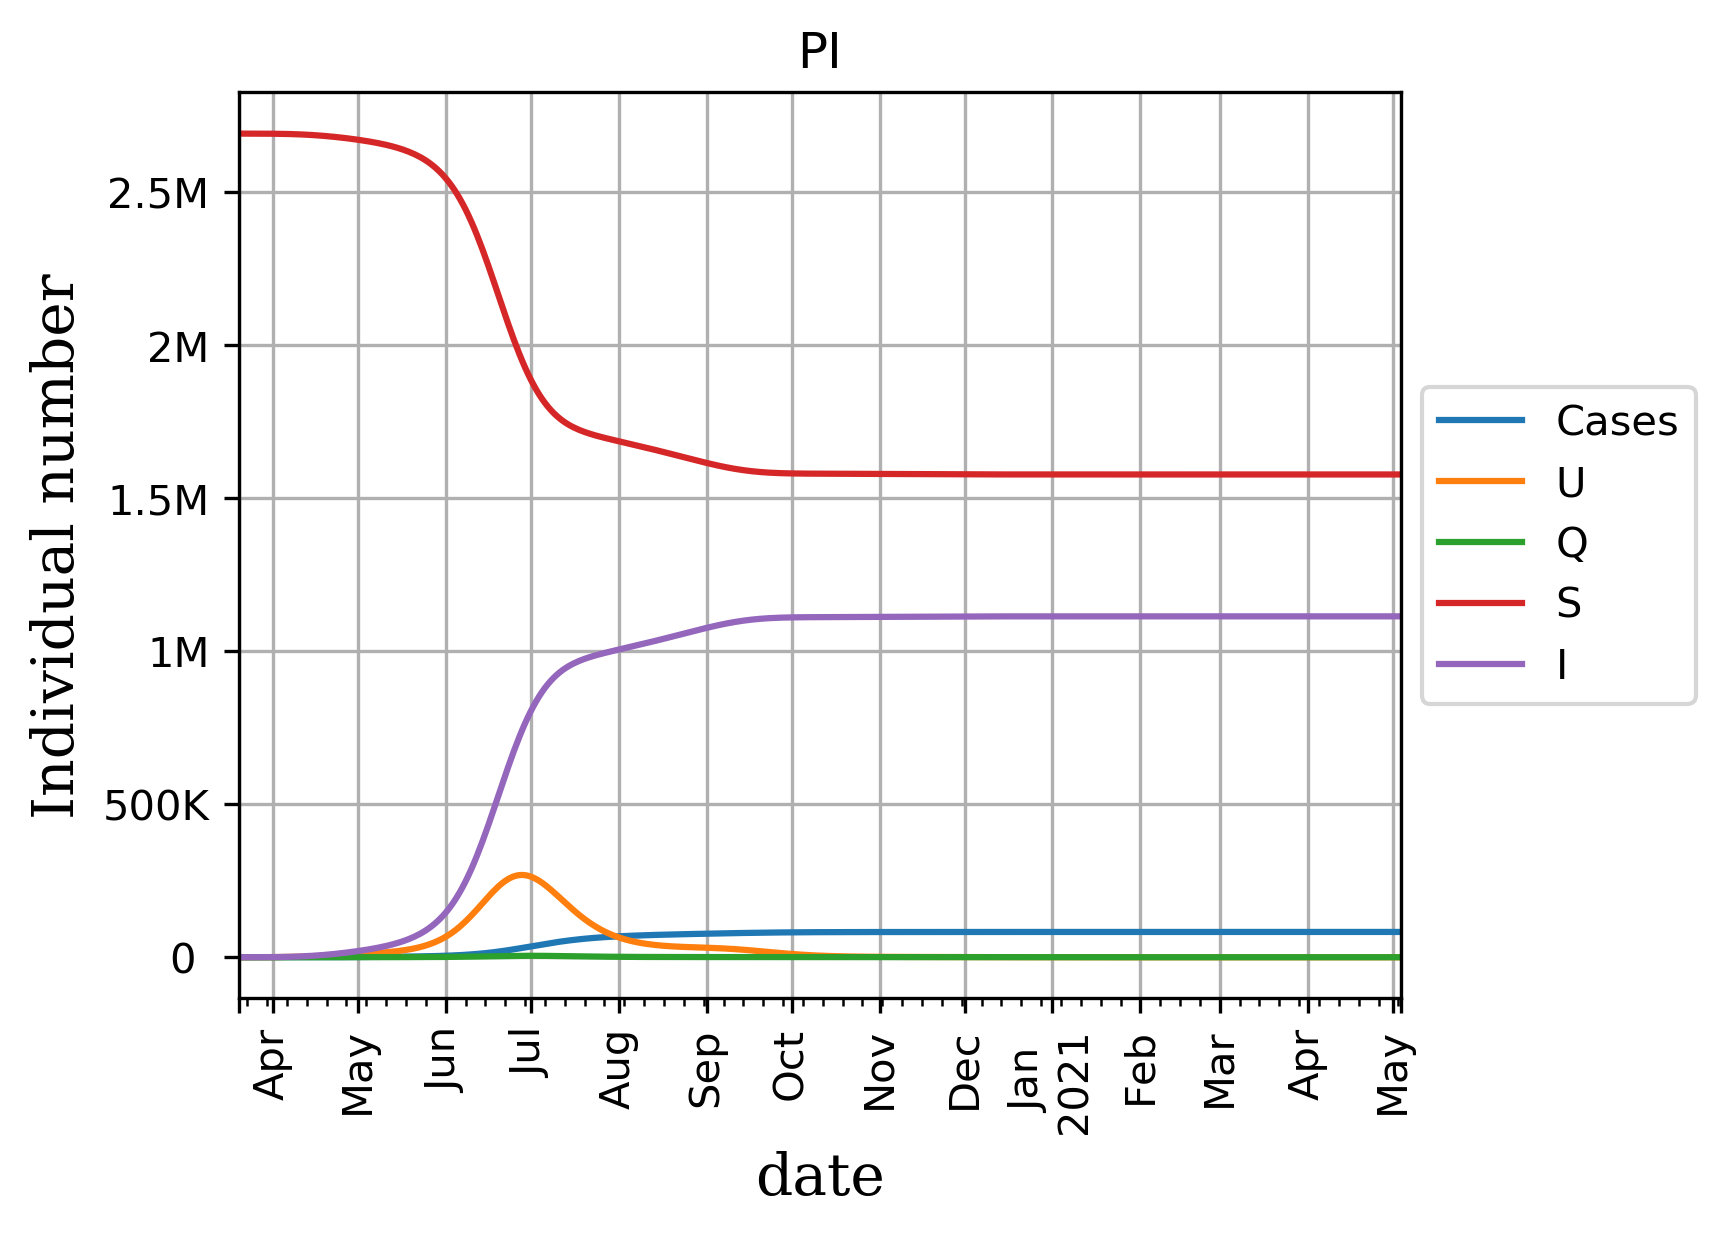 PI
Individual number
2.5M
2M
1.5M
1M
500K
0
Apr
May
Jun
Jul
Aug
Sep
Oct
Nov
Dec
Jan
2021
Feb
Mar
Apr
May
date
Cases
U
Q
S
I